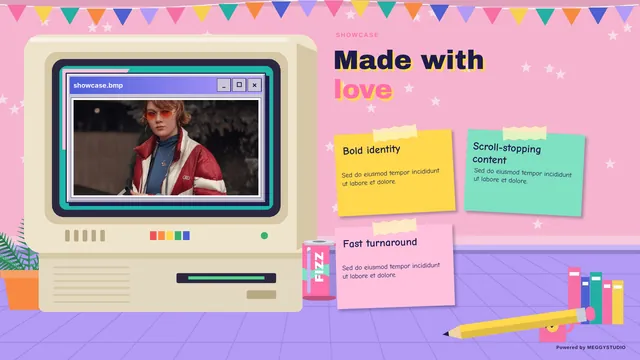 SHOWCASE
Made with
love
showcase.bmp
Bold identity
Sed do eiusmod tempor incididunt
ut labore et dolore.
Scroll-stopping
content
Sed do eiusmod tempor incididunt
ut labore et dolore.
Fast turnaround
Sed do eiusmod tempor incididunt
ut labore et dolore.
FIZZ
Powered by MEGGYSTUDIO